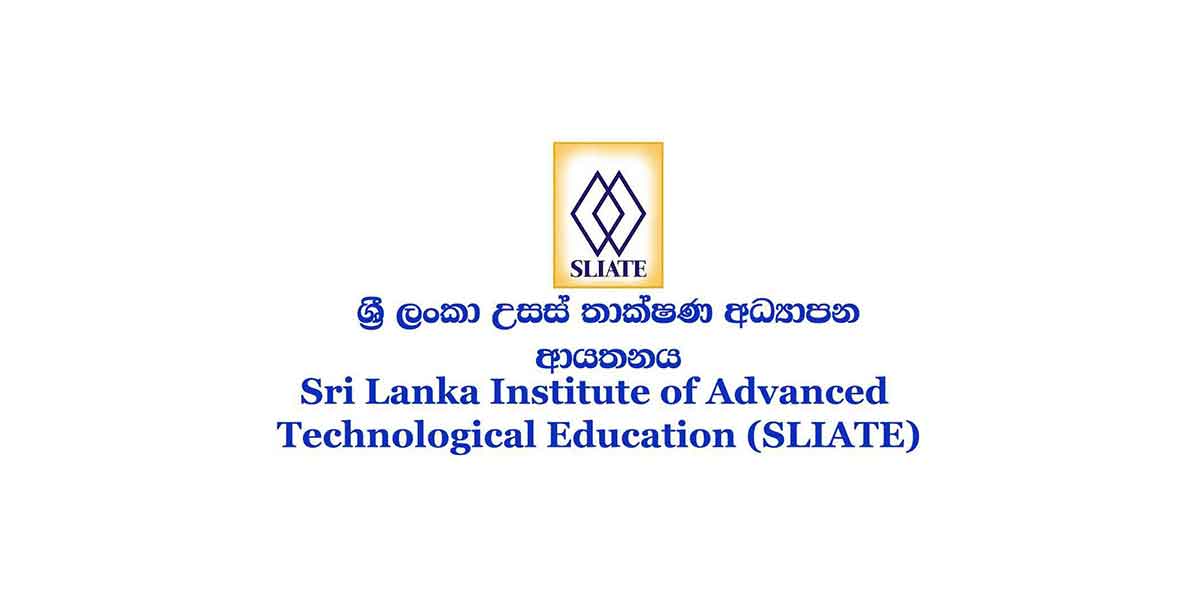 SLIATE
ශ්‍රී ලංකා උසස් තාක්ෂණ අධ්‍යාපන
ආයතනය
Sri Lanka Institute of Advanced
Technological Education (SLIATE)